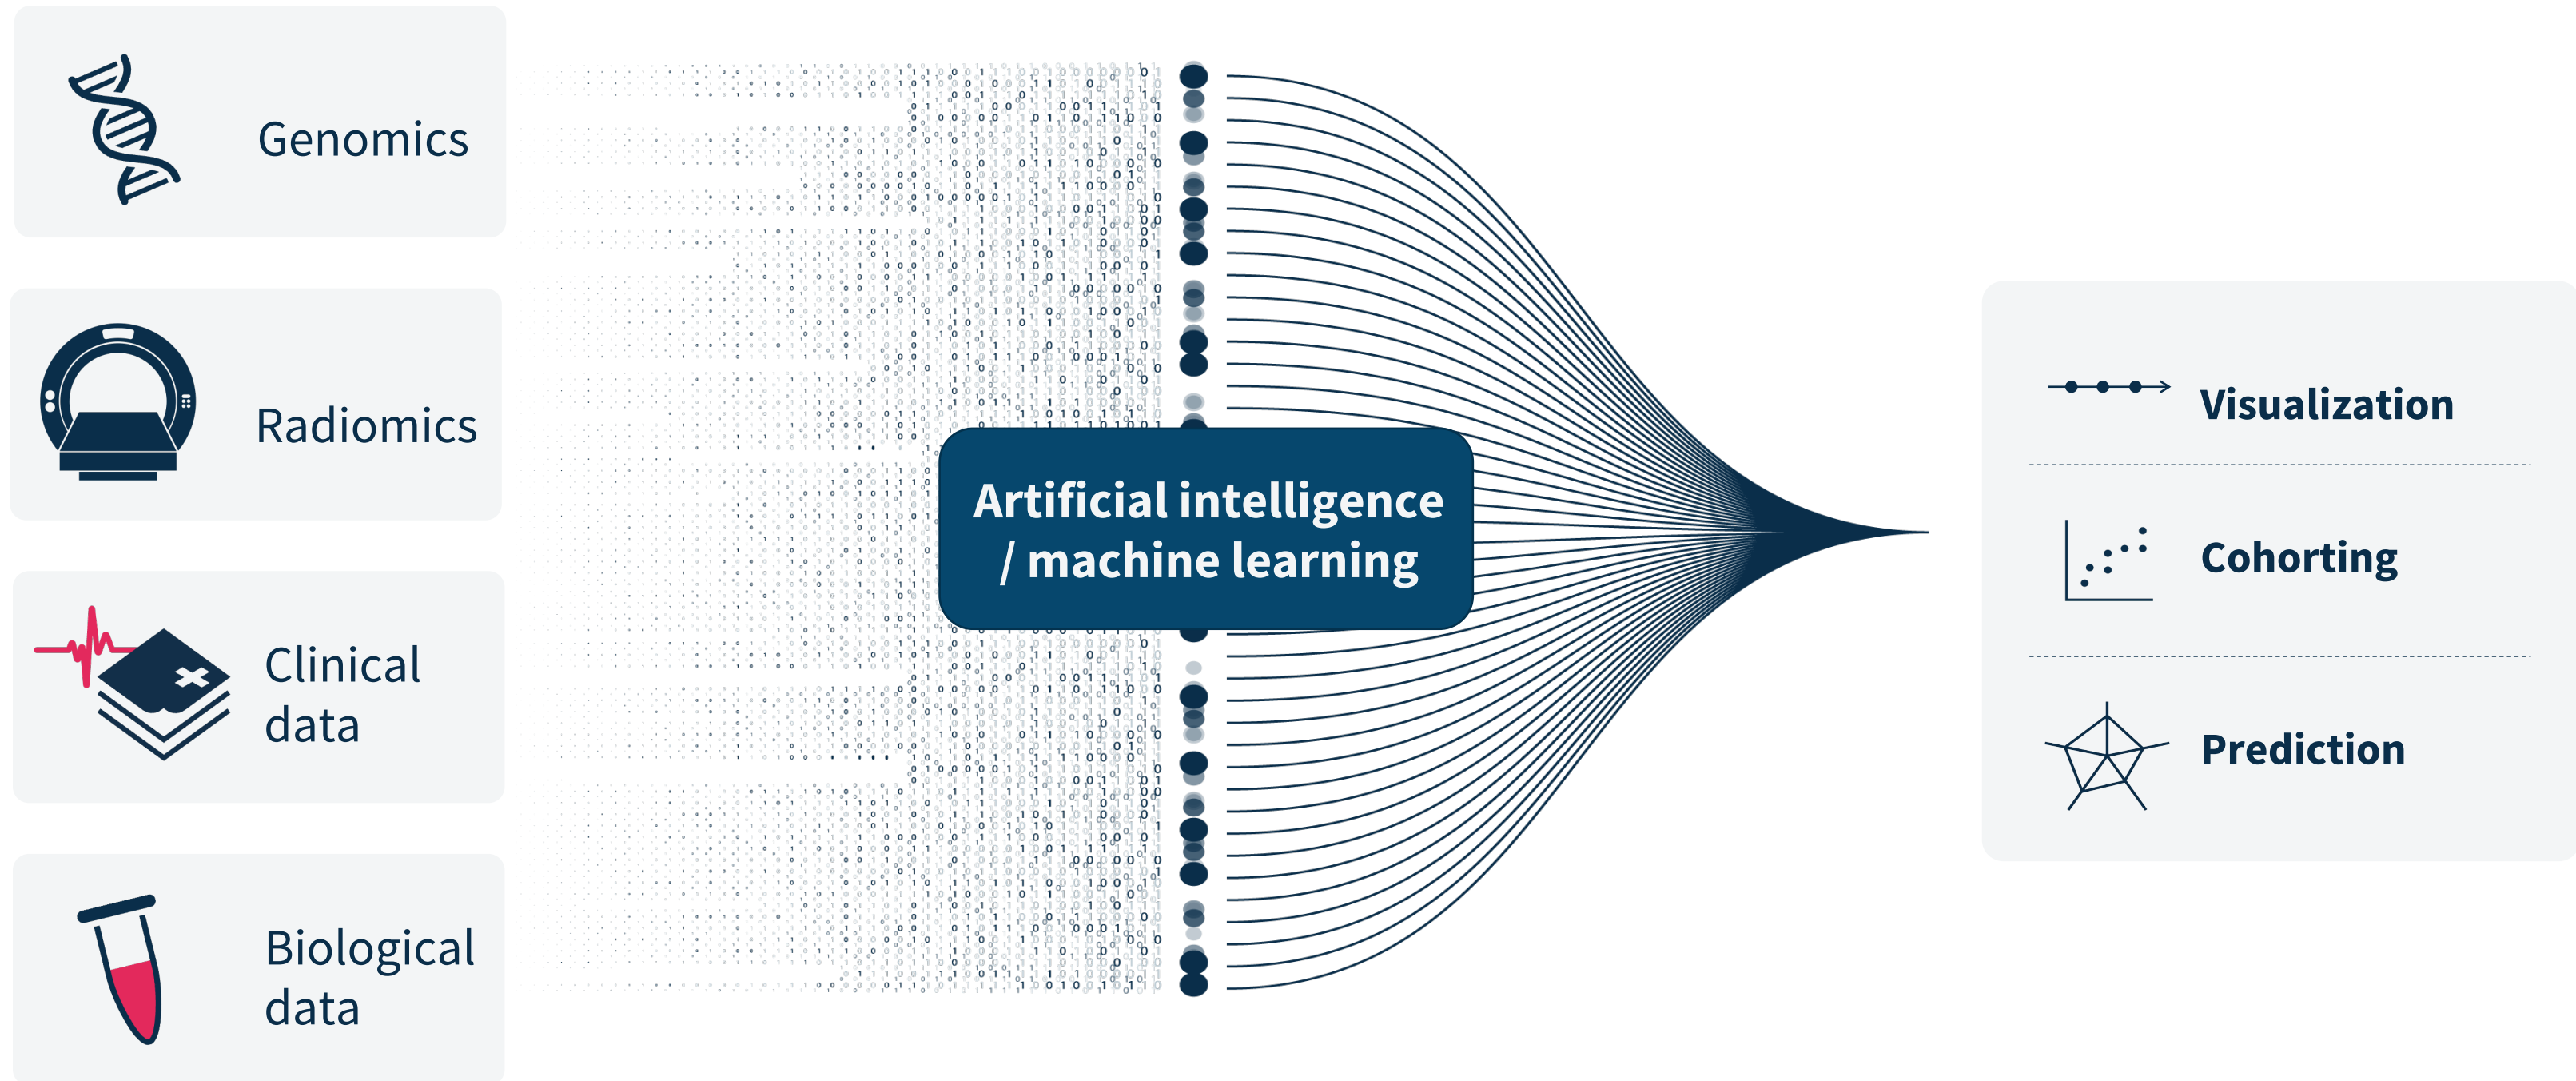 Genomics
Radiomics
Clinical
data
Biological
data
Artificial intelligence
/ machine learning
Visualization
Cohorting
Prediction